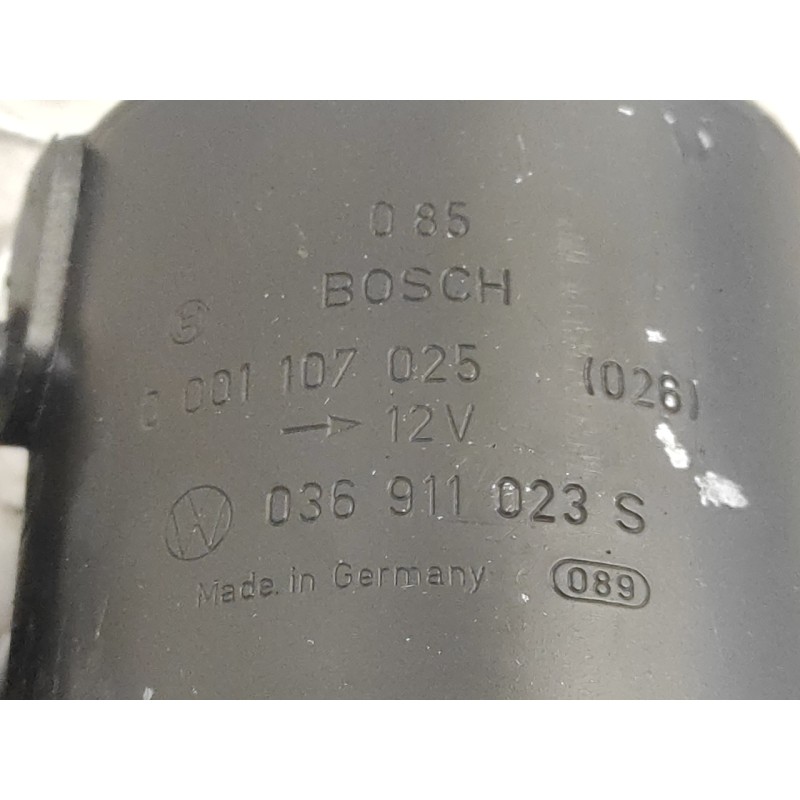 0 85
BOSCH
0 001 107 025 (026)
→ 12V
036 911 023 S
Made in Germany 089